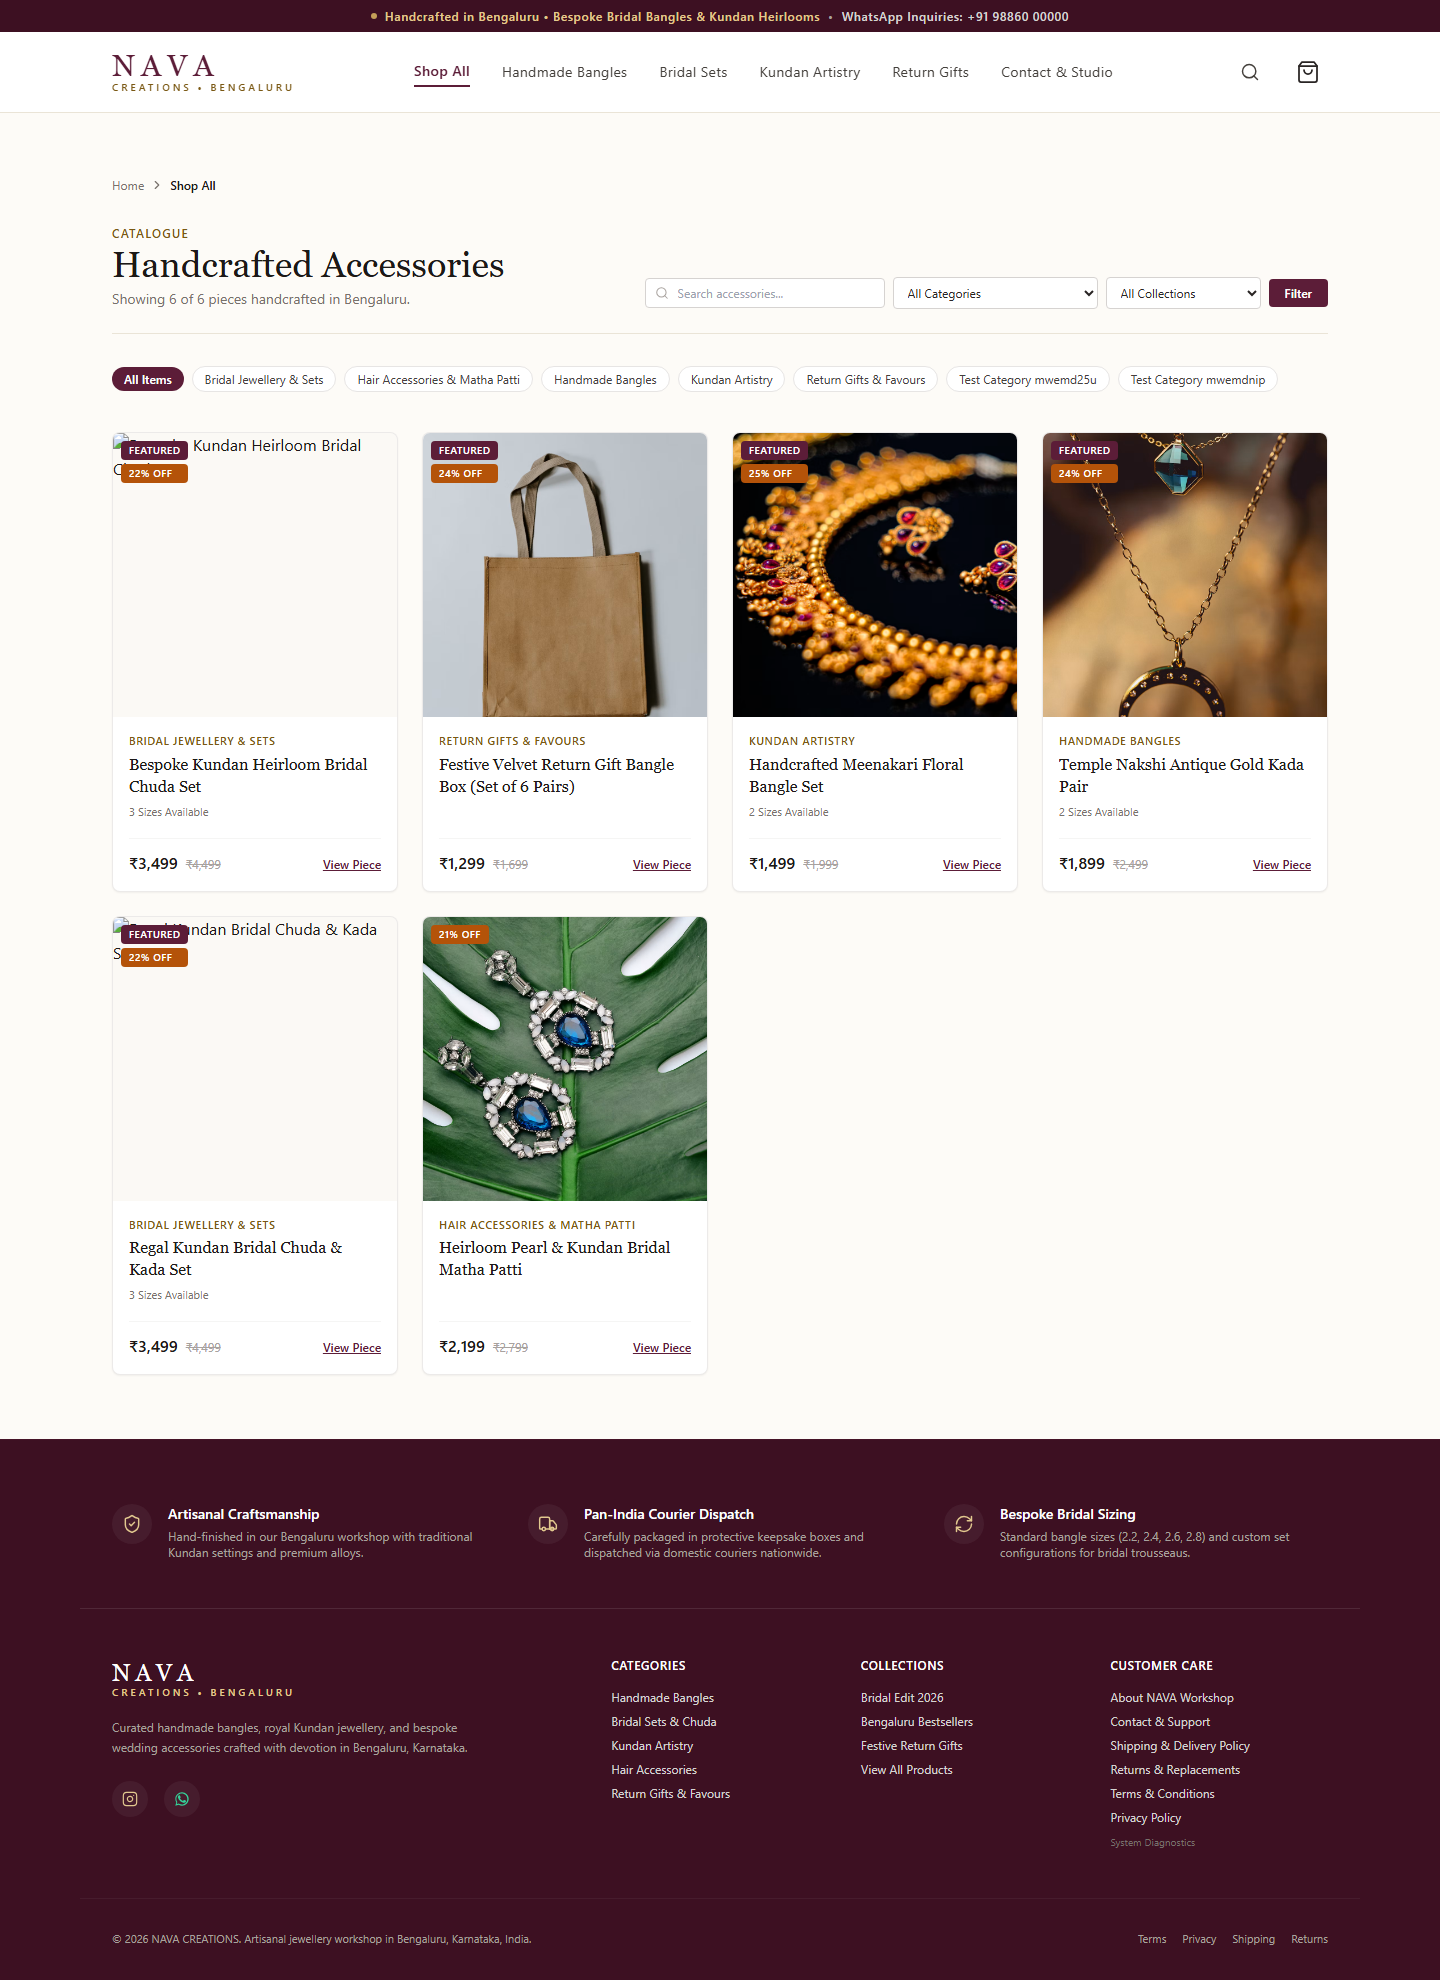 Handcrafted in Bengaluru • Bespoke Bridal Bangles & Kundan Heirlooms • WhatsApp Inquiries: +91 98860 00000
NAVA
CREATIONS • BENGALURU
Shop All
Handmade Bangles
Bridal Sets
Kundan Artistry
Return Gifts
Contact & Studio
Home > Shop All
CATALOGUE
Handcrafted Accessories
Showing 6 of 6 pieces handcrafted in Bengaluru.
Search accessories...
All Categories
All Collections
Filter
All Items
Bridal Jewellery & Sets
Hair Accessories & Matha Patti
Handmade Bangles
Kundan Artistry
Return Gifts & Favours
Test Category mwemd25u
Test Category mwemdnip
Kundan Heirloom Bridal
FEATURED
22% OFF
BRIDAL JEWELLERY & SETS
Bespoke Kundan Heirloom Bridal
Chuda Set
3 Sizes Available
₹3,499 ₹4,499 View Piece
FEATURED
24% OFF
RETURN GIFTS & FAVOURS
Festive Velvet Return Gift Bangle
Box (Set of 6 Pairs)
₹1,299 ₹1,699 View Piece
FEATURED
25% OFF
KUNDAN ARTISTRY
Handcrafted Meenakari Floral
Bangle Set
2 Sizes Available
₹1,499 ₹1,999 View Piece
FEATURED
24% OFF
HANDMADE BANGLES
Temple Nakshi Antique Gold Kada
Pair
2 Sizes Available
₹1,899 ₹2,499 View Piece
Bridal Chuda & Kada
FEATURED
22% OFF
BRIDAL JEWELLERY & SETS
Regal Kundan Bridal Chuda &
Kada Set
3 Sizes Available
₹3,499 ₹4,499 View Piece
21% OFF
HAIR ACCESSORIES & MATHA PATTI
Heirloom Pearl & Kundan Bridal
Matha Patti
₹2,199 ₹2,799 View Piece
Artisanal Craftsmanship
Hand-finished in our Bengaluru workshop with traditional
Kundan settings and premium alloys.
Pan-India Courier Dispatch
Carefully packaged in protective keepsake boxes and
dispatched via domestic couriers nationwide.
Bespoke Bridal Sizing
Standard bangle sizes (2.2, 2.4, 2.6, 2.8) and custom set
configurations for bridal trousseaus.
NAVA
CREATIONS • BENGALURU
Curated handmade bangles, royal Kundan jewellery, and bespoke
wedding accessories crafted with devotion in Bengaluru, Karnataka.
CATEGORIES
Handmade Bangles
Bridal Sets & Chuda
Kundan Artistry
Hair Accessories
Return Gifts & Favours
COLLECTIONS
Bridal Edit 2026
Bengaluru Bestsellers
Festive Return Gifts
View All Products
CUSTOMER CARE
About NAVA Workshop
Contact & Support
Shipping & Delivery Policy
Returns & Replacements
Terms & Conditions
Privacy Policy
System Diagnostics
© 2026 NAVA CREATIONS. Artisanal jewellery workshop in Bengaluru, Karnataka, India.
Terms Privacy Shipping Returns